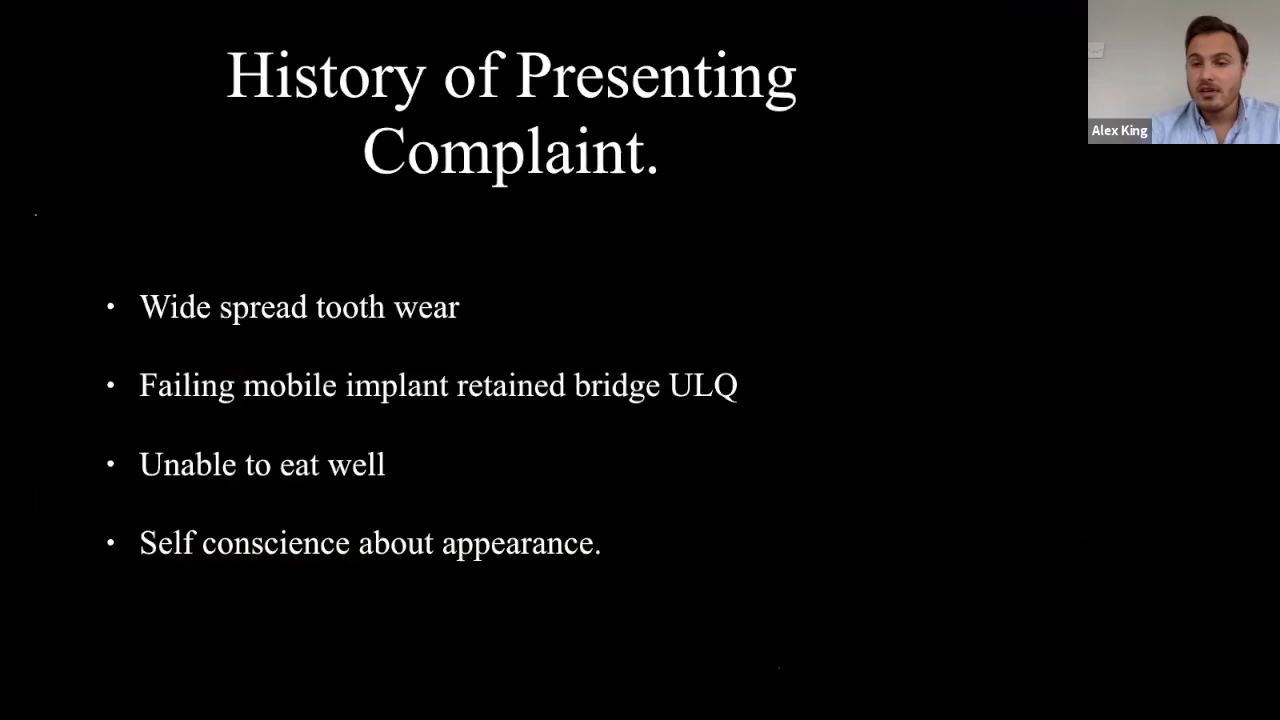 History of Presenting
Complaint.
Alex King
• Wide spread tooth wear
• Failing mobile implant retained bridge ULQ
• Unable to eat well
• Self conscience about appearance.